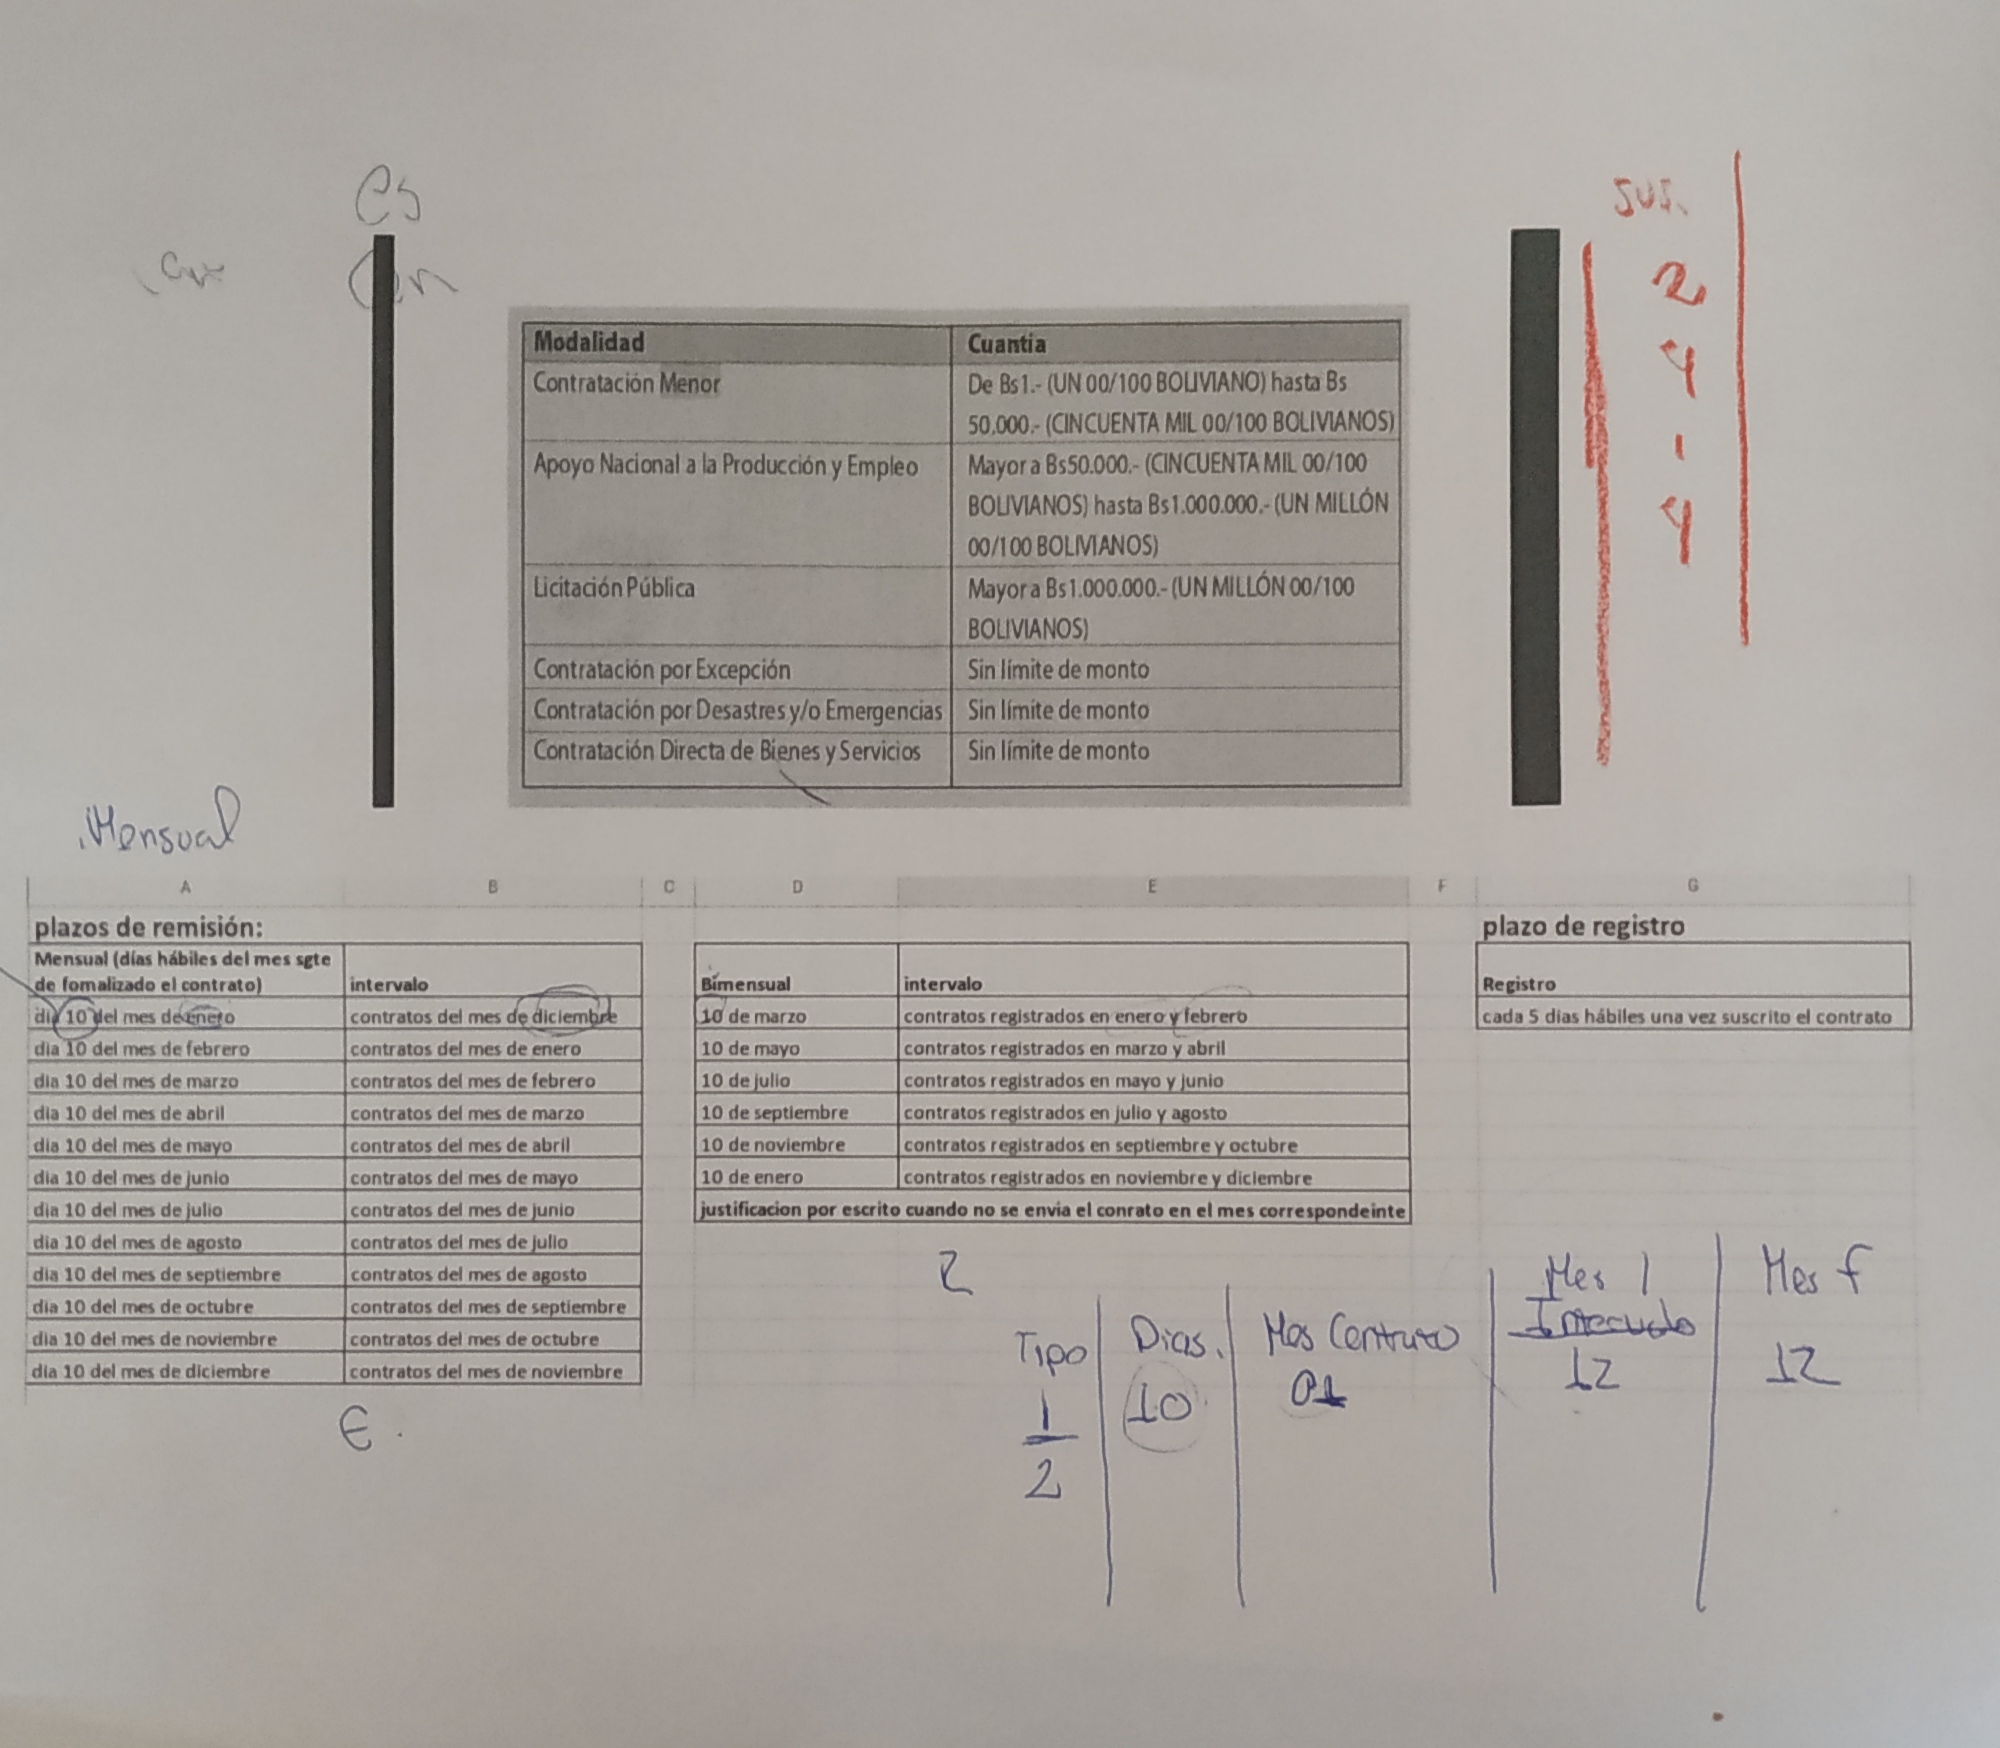 es
en
sus.
2
4
1
4
Modalidad
Cuantia
Contratación Menor
De Bs1.- (UN 00/100 BOLIVIANO) hasta Bs
50.000.- (CINCUENTA MIL 00/100 BOLIVIANOS)
Apoyo Nacional a la Producción y Empleo
Mayor a Bs50.000.- (CINCUENTA MIL 00/100
BOLIVIANOS) hasta Bs1.000.000.- (UN MILLÓN
00/100 BOLIVIANOS)
Licitación Pública
Mayor a Bs1.000.000.- (UN MILLÓN 00/100
BOLIVIANOS)
Contratación por Excepción
Sin límite de monto
Contratación por Desastres y/o Emergencias
Sin límite de monto
Contratación Directa de Bienes y Servicios
Sin límite de monto
Mensual
A B C D E F G
plazos de remisión:
Mensual (días hábiles del mes sgte
de fomalizado el contrato)
intervalo
dia 10 del mes de enero
contratos del mes de diciembre
dia 10 del mes de febrero
contratos del mes de enero
dia 10 del mes de marzo
contratos del mes de febrero
dia 10 del mes de abril
contratos del mes de marzo
dia 10 del mes de mayo
contratos del mes de abril
dia 10 del mes de junio
contratos del mes de mayo
dia 10 del mes de julio
contratos del mes de junio
dia 10 del mes de agosto
contratos del mes de julio
dia 10 del mes de septiembre
contratos del mes de agosto
dia 10 del mes de octubre
contratos del mes de septiembre
dia 10 del mes de noviembre
contratos del mes de octubre
dia 10 del mes de diciembre
contratos del mes de noviembre
Bimensual
intervalo
10 de marzo
contratos registrados en enero y febrero
10 de mayo
contratos registrados en marzo y abril
10 de julio
contratos registrados en mayo y junio
10 de septiembre
contratos registrados en julio y agosto
10 de noviembre
contratos registrados en septiembre y octubre
10 de enero
contratos registrados en noviembre y diciembre
justificacion por escrito cuando no se envia el conrato en el mes correspondeinte
plazo de registro
Registro
cada 5 dias hábiles una vez suscrito el contrato
Tipo
Dias.
Mes Contrato
Mes I
Intervalo
Mes f
1
10
01
12
12
2